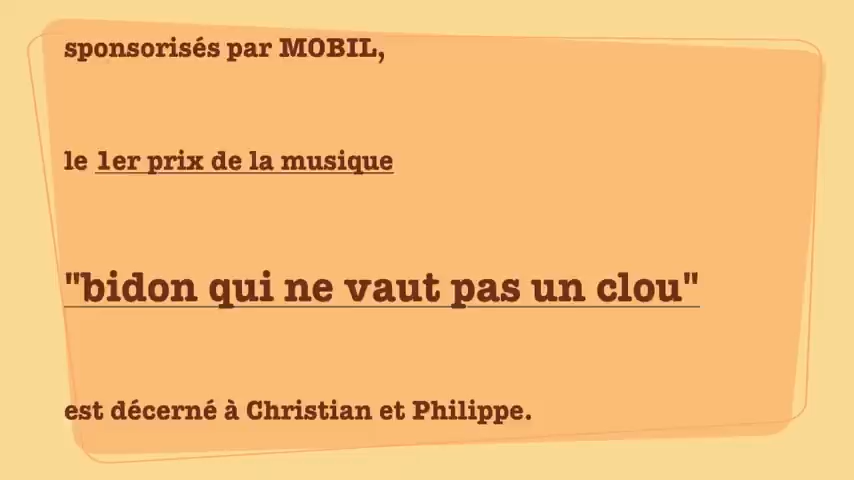 sponsorisés par MOBIL,
le 1er prix de la musique
"bidon qui ne vaut pas un clou"
est décerné à Christian et Philippe.